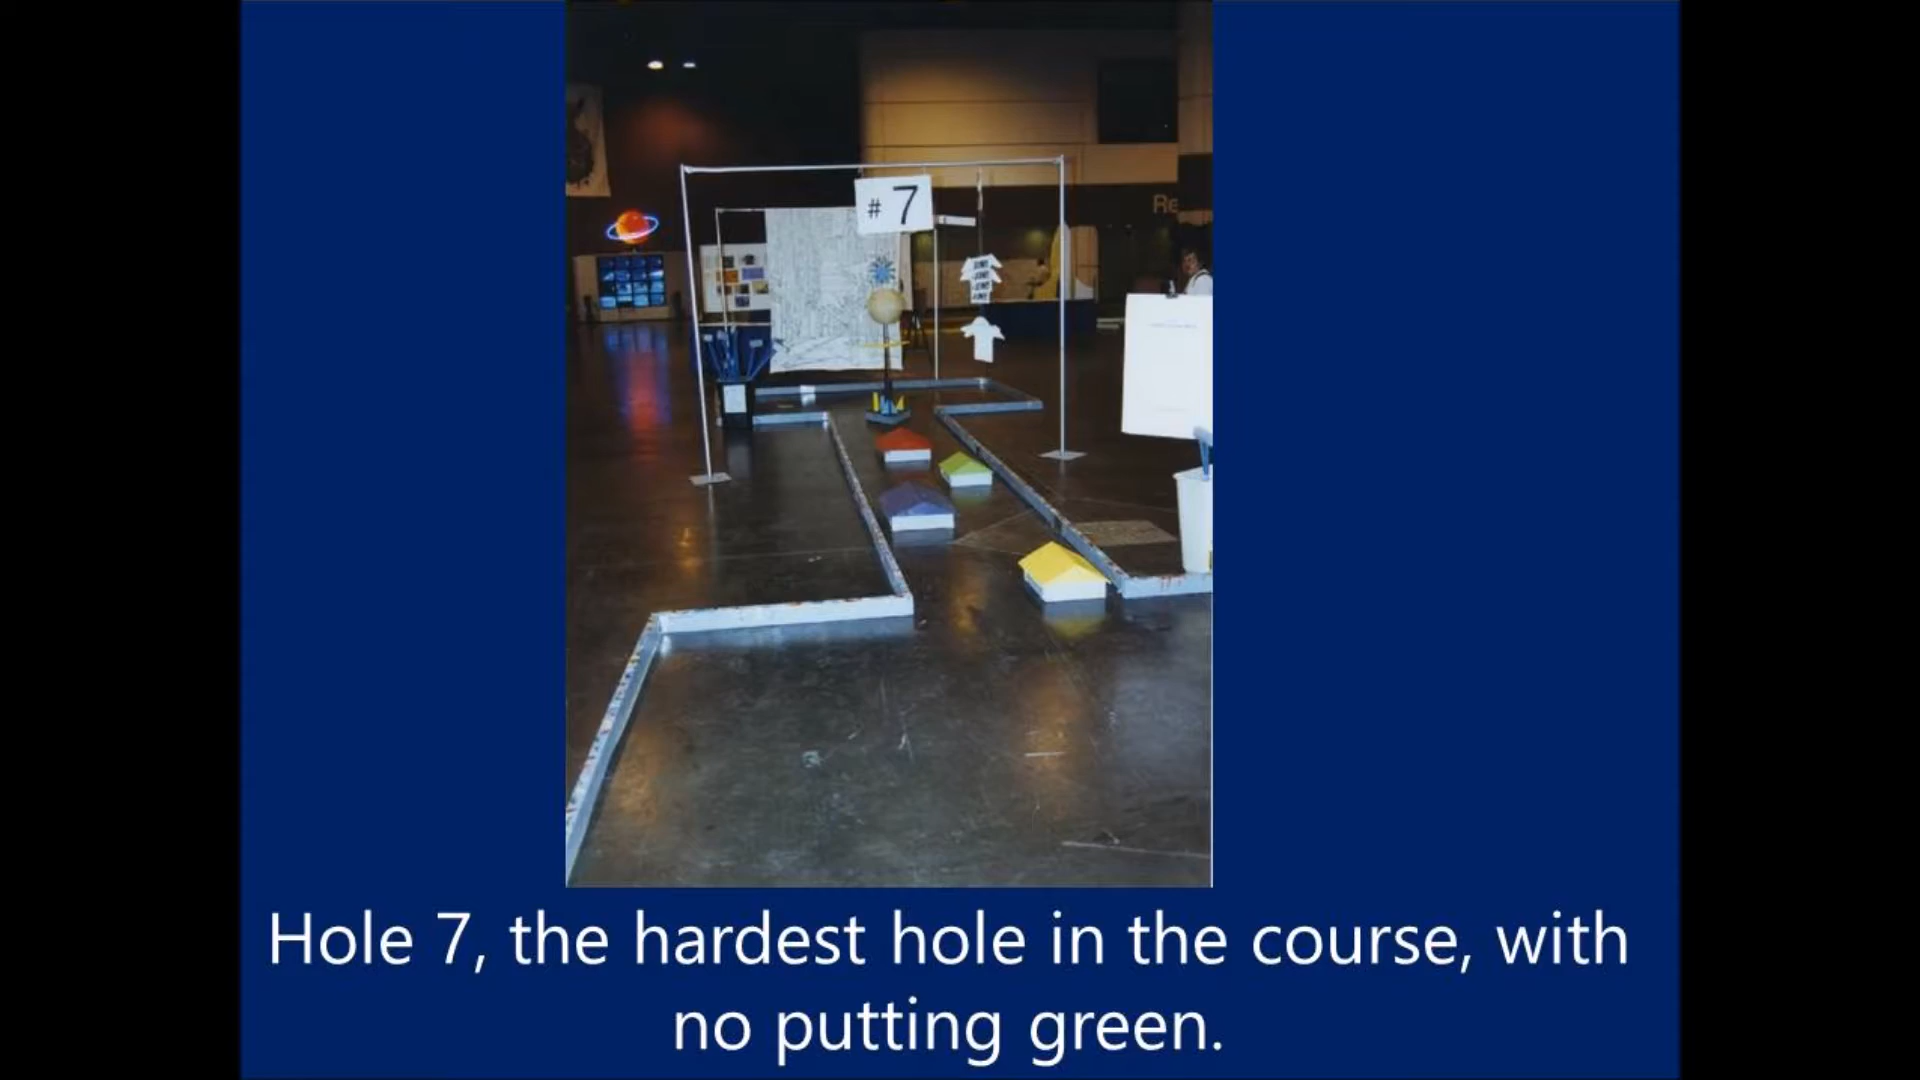 # 7
Re
Hole 7, the hardest hole in the course, with
no putting green.